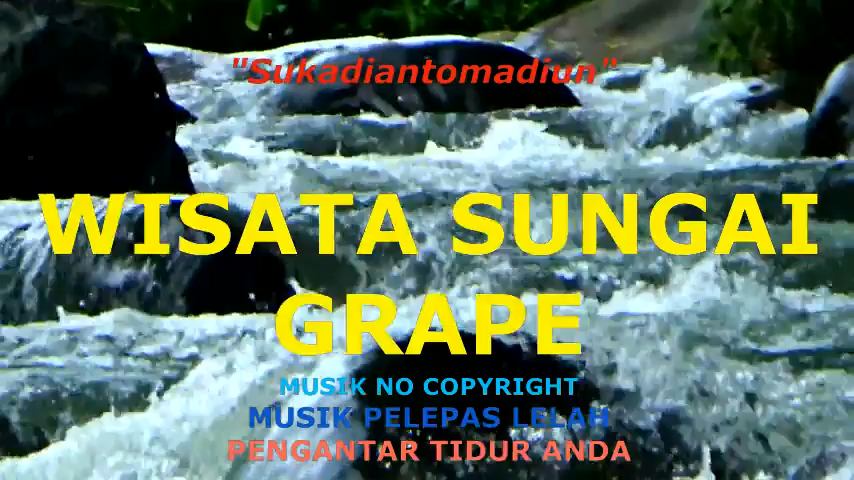 "Sukadiantomadiun"
WISATA SUNGAI
GRAPE
MUSIK NO COPYRIGHT
MUSIK PELEPAS LELAH
PENGANTAR TIDUR ANDA